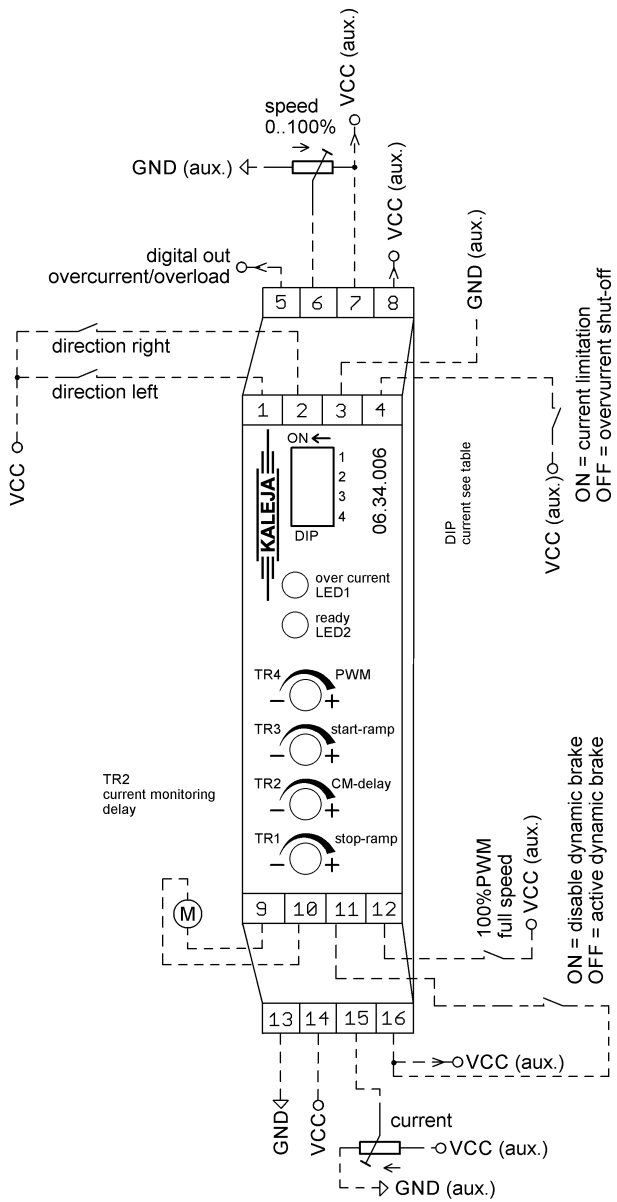 VCC (aux.)
speed
0..100%
GND (aux.)
VCC (aux.)
GND (aux.)
digital out
overcurrent/overload
5 6 7 8
direction right
direction left
VCC
1 2 3 4
ON = current limitation
OFF = overvurrent shut-off
VCC (aux.)
ON
1
2
3
4
DIP
KALEJA
06.34.006
DIP
current see table
over current
LED1
ready
LED2
TR4 PWM
− +
TR3 start-ramp
− +
TR2 CM-delay
− +
TR1 stop-ramp
− +
TR2
current monitoring
delay
M
9 10 11 12
100%PWM
full speed
VCC (aux.)
ON = disable dynamic brake
OFF = active dynamic brake
13 14 15 16
VCC (aux.)
GND
VCC
current
VCC (aux.)
GND (aux.)